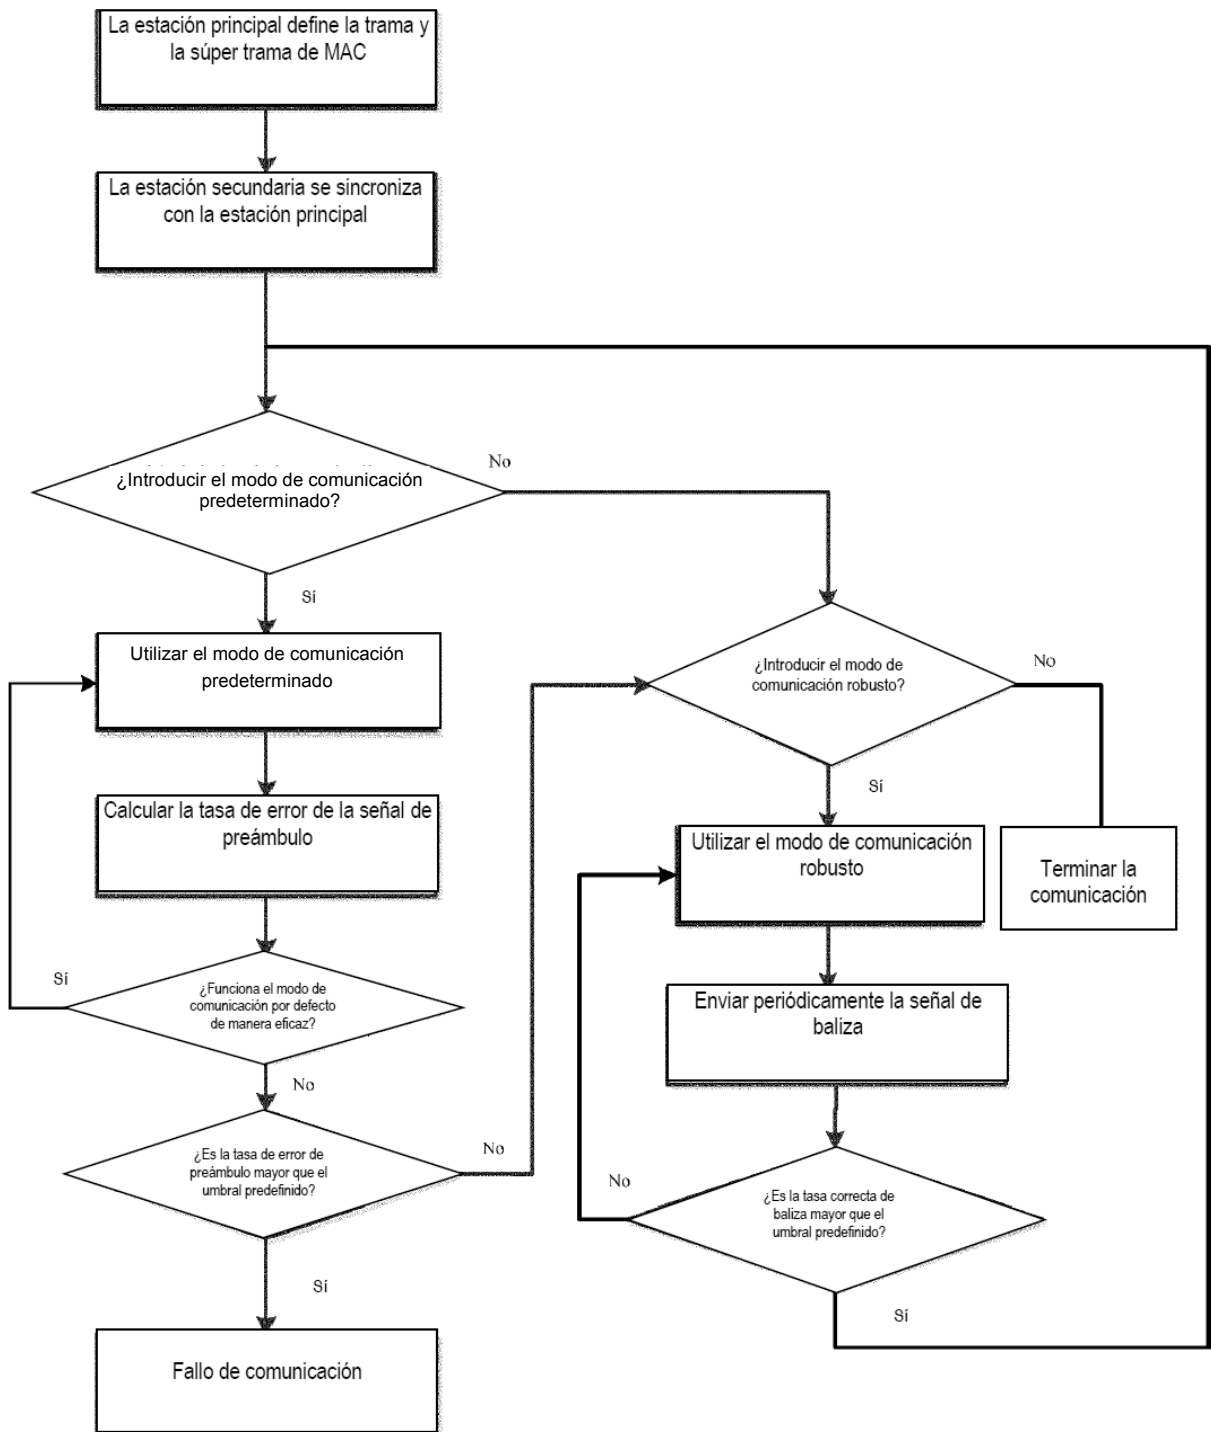 La estación principal define la trama y
la súper trama de MAC
La estación secundaria se sincroniza
con la estación principal
¿Introducir el modo de comunicación
predeterminado?
No
Sí
Utilizar el modo de comunicación
predeterminado
¿Introducir el modo de
comunicación robusto?
No
Sí
Calcular la tasa de error de la señal de
preámbulo
Utilizar el modo de comunicación
robusto
Terminar la
comunicación
Sí
¿Funciona el modo de
comunicación por defecto
de manera eficaz?
No
Enviar periódicamente la señal de
baliza
¿Es la tasa de error de
preámbulo mayor que el
umbral predefinido?
No
Sí
No
¿Es la tasa correcta de
baliza mayor que el
umbral predefinido?
Sí
Fallo de comunicación